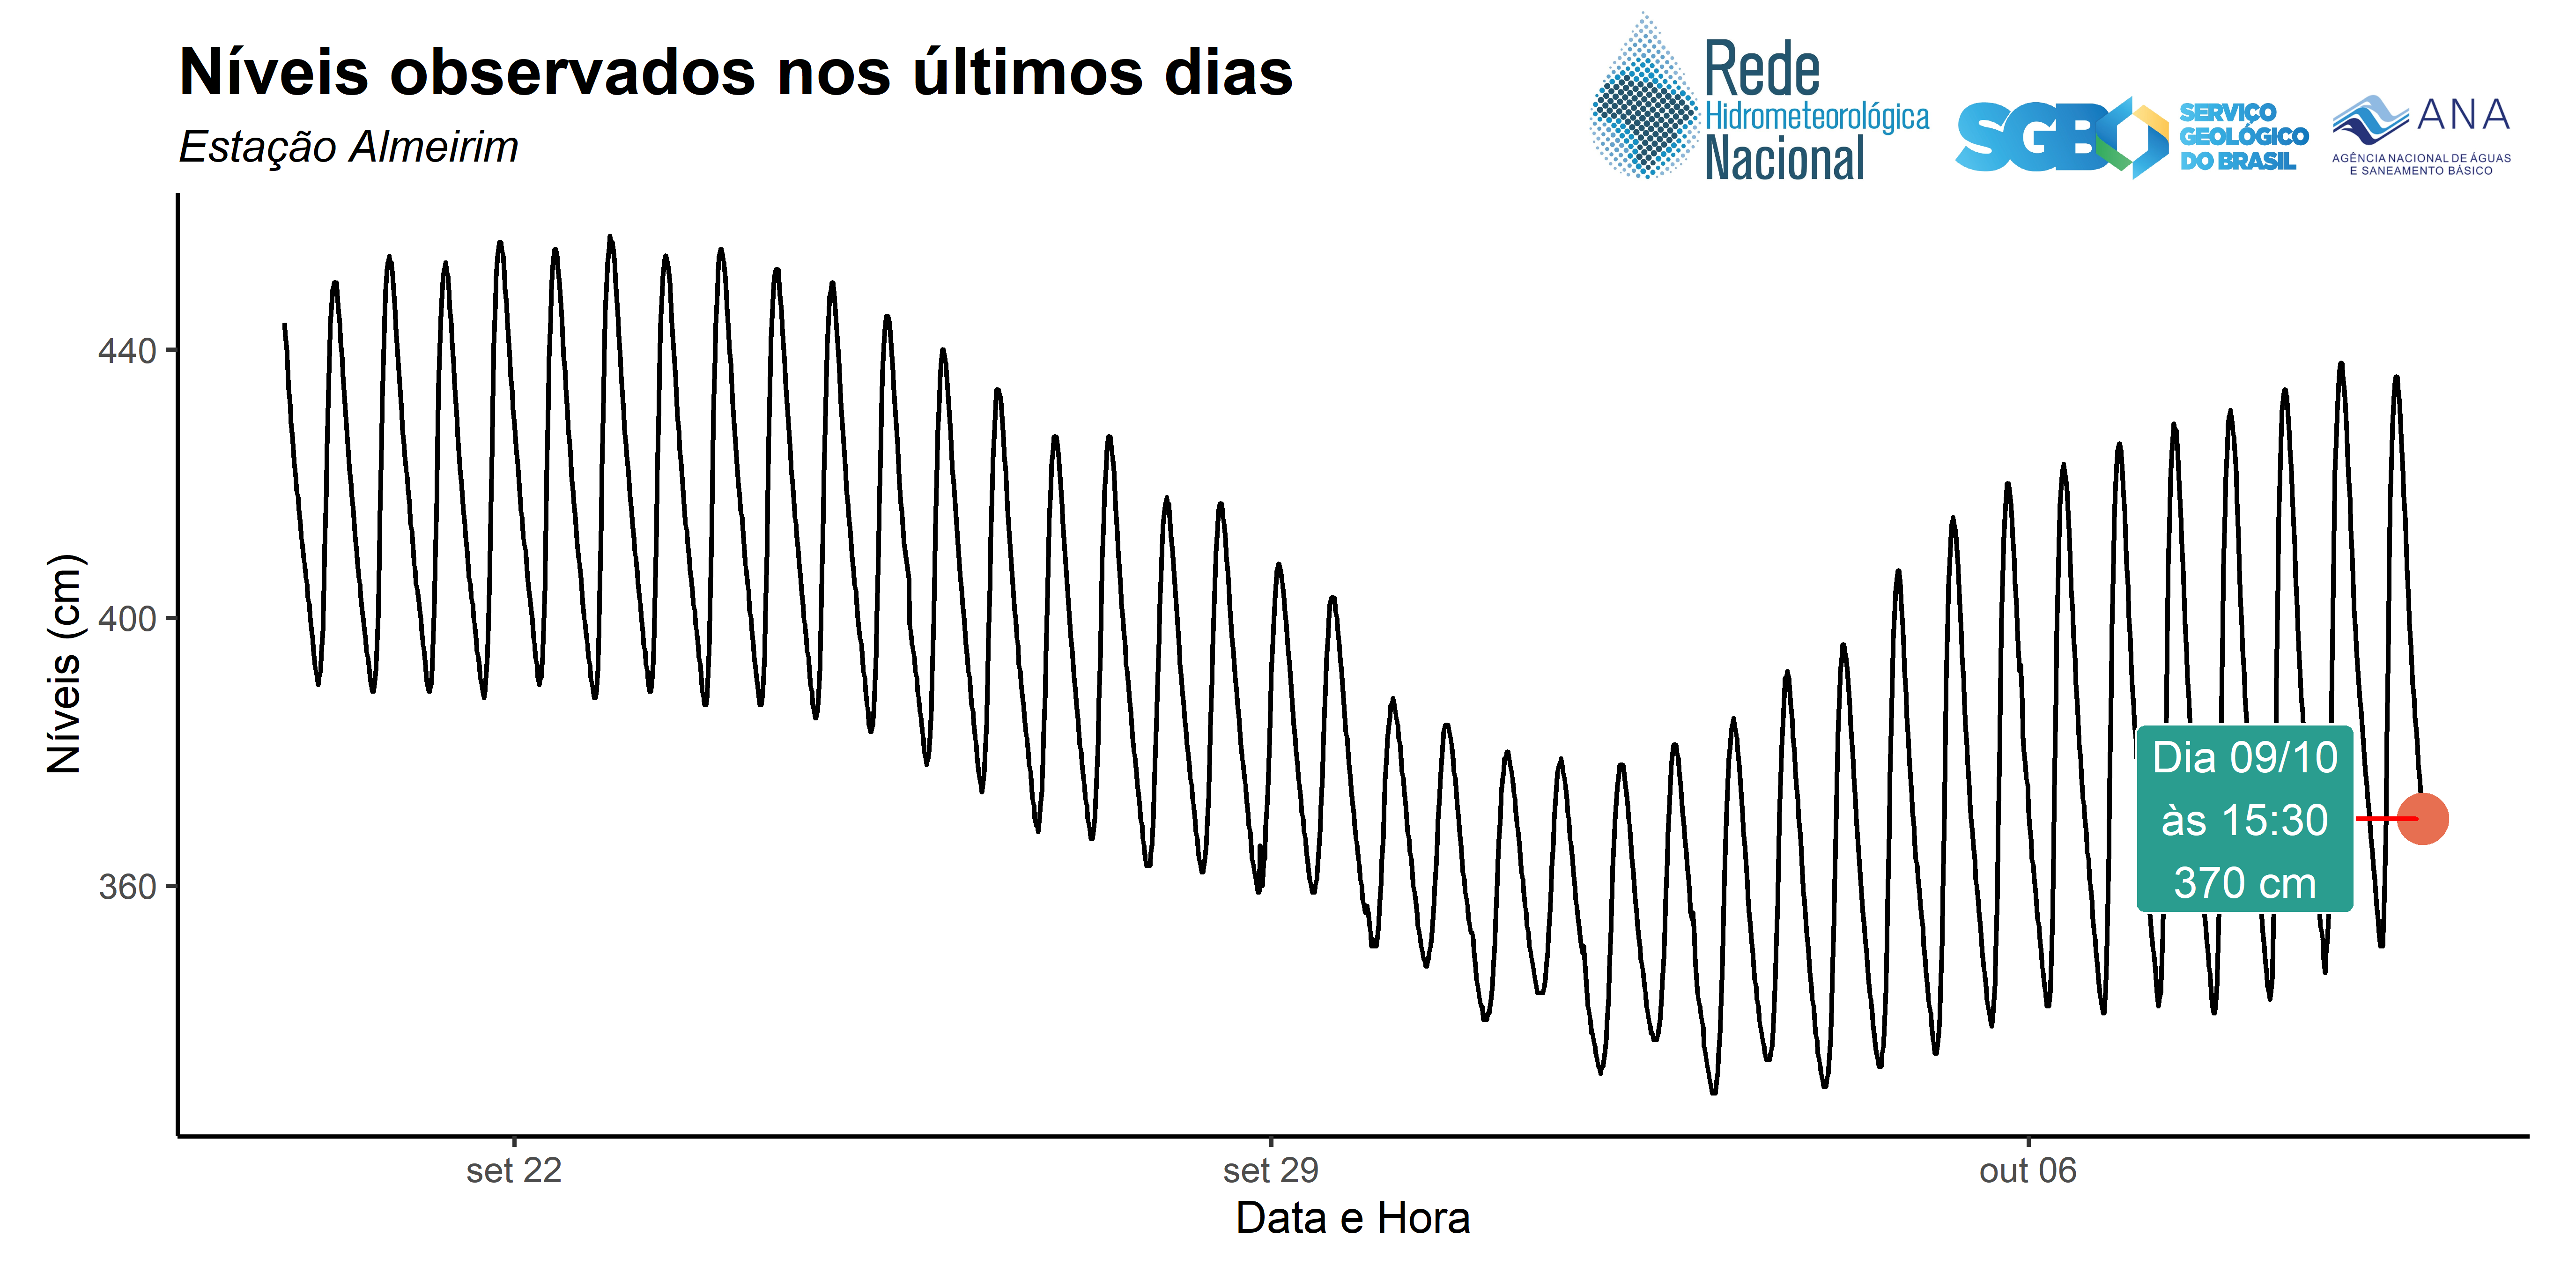 Níveis observados nos últimos dias
Estação Almeirim
Rede
Hidrometeorológica
Nacional
SGB
SERVIÇO
GEOLÓGICO
DO BRASIL
ANA
AGÊNCIA NACIONAL DE ÁGUAS
E SANEAMENTO BÁSICO
Níveis (cm)
440
400
360
Dia 09/10
às 15:30
370 cm
set 22
set 29
out 06
Data e Hora